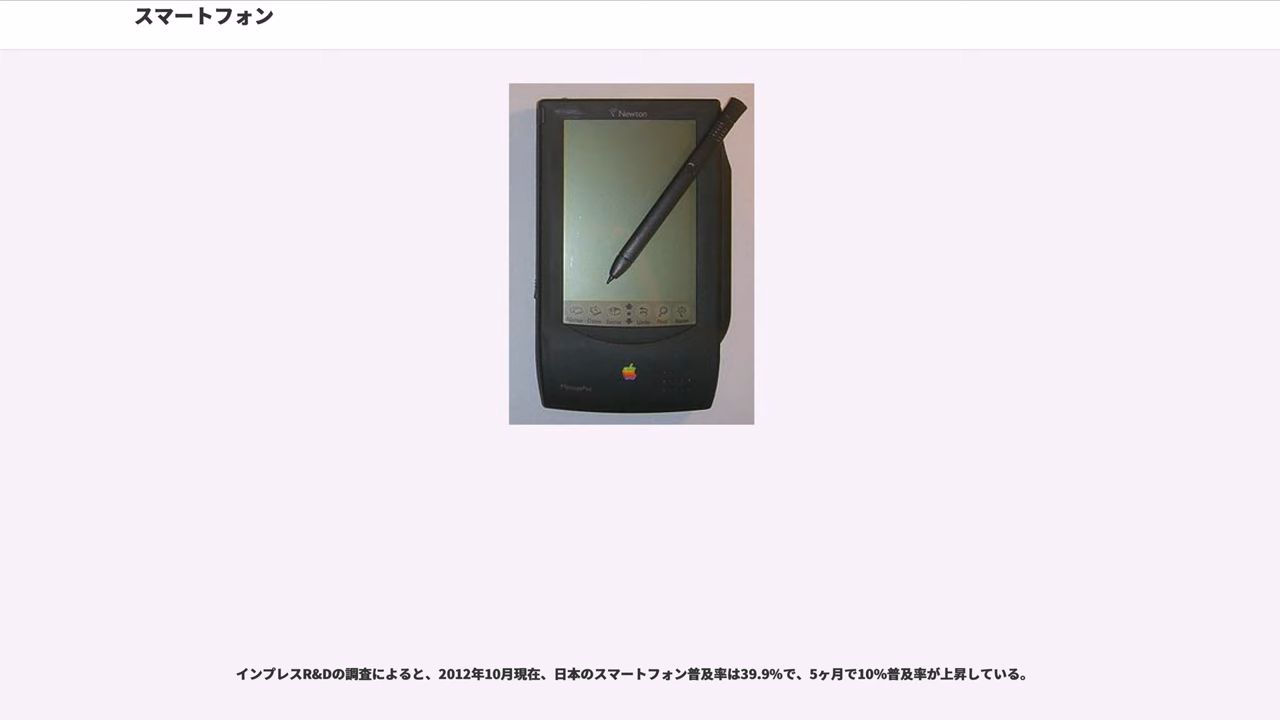 スマートフォン
Newton
インプレスR&Dの調査によると、2012年10月現在、日本のスマートフォン普及率は39.9%で、5ヶ月で10%普及率が上昇している。